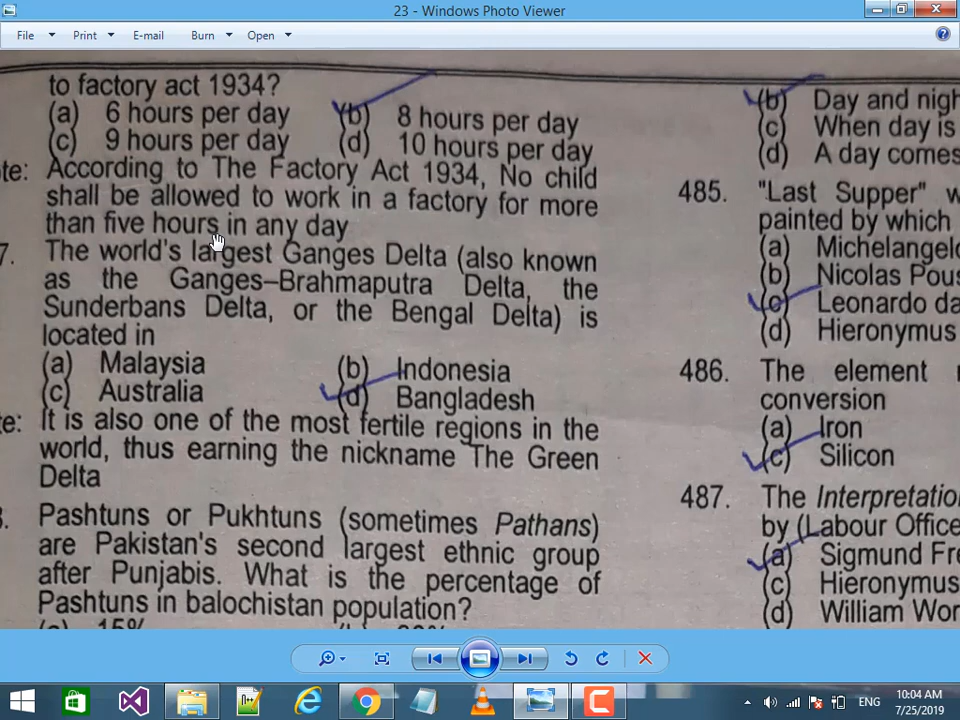 23 - Windows Photo Viewer
File Print E-mail Burn Open
to factory act 1934?
(a) 6 hours per day (b) 8 hours per day
(c) 9 hours per day (d) 10 hours per day
te: According to The Factory Act 1934, No child
shall be allowed to work in a factory for more
than five hours in any day
7. The world's largest Ganges Delta (also known
as the Ganges–Brahmaputra Delta, the
Sunderbans Delta, or the Bengal Delta) is
located in
(a) Malaysia (b) Indonesia
(c) Australia (d) Bangladesh
te: It is also one of the most fertile regions in the
world, thus earning the nickname The Green
Delta
3. Pashtuns or Pukhtuns (sometimes Pathans)
are Pakistan's second largest ethnic group
after Punjabis. What is the percentage of
Pashtuns in balochistan population?
15%
(b) Day and nigh
(c) When day is
(d) A day comes
485. "Last Supper" w
painted by which
(a) Michelangelo
(b) Nicolas Pous
(c) Leonardo da
(d) Hieronymus
486. The element
conversion
(a) Iron
(c) Silicon
487. The Interpretatio
by (Labour Office
(a) Sigmund Fre
(c) Hieronymus
(d) William Wor
ENG
10:04 AM
7/25/2019